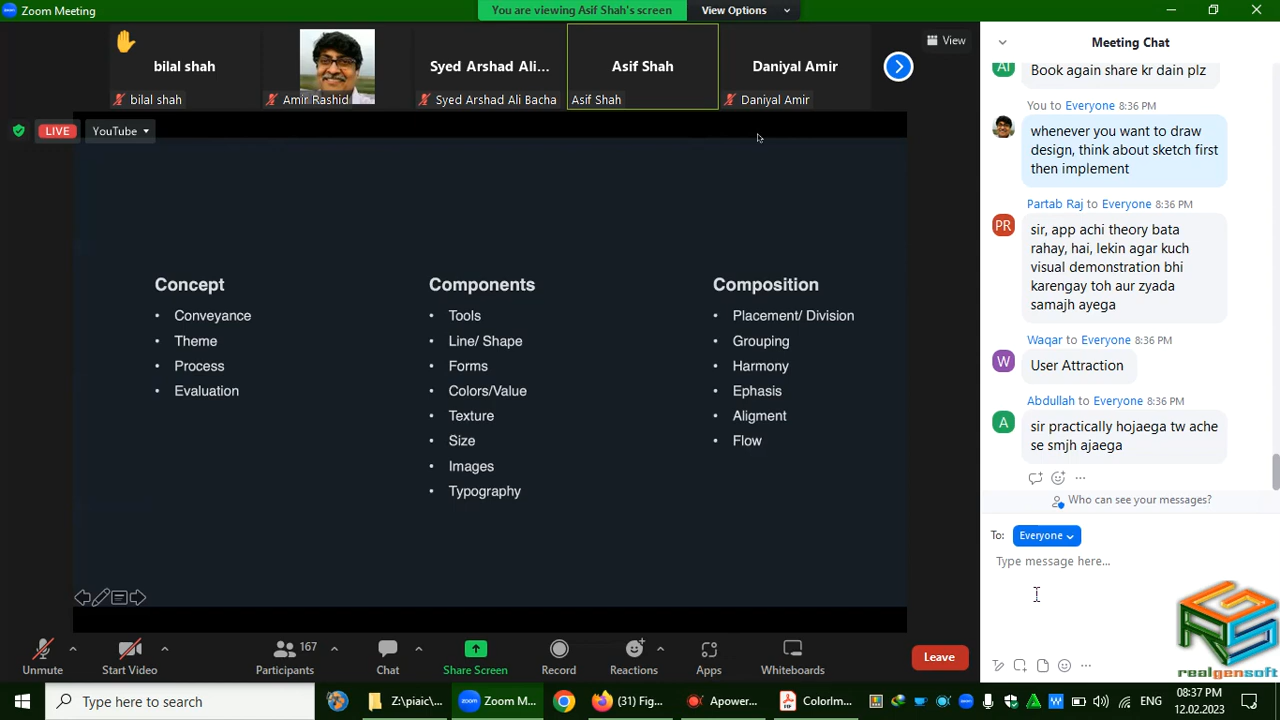 Zoom Meeting
You are viewing Asif Shah's screen
View Options
bilal shah
bilal shah
Amir Rashid
Syed Arshad Ali...
Syed Arshad Ali Bacha
Asif Shah
Asif Shah
Daniyal Amir
Daniyal Amir
View
LIVE
YouTube
Concept
• Conveyance
• Theme
• Process
• Evaluation
Components
• Tools
• Line/ Shape
• Forms
• Colors/Value
• Texture
• Size
• Images
• Typography
Composition
• Placement/ Division
• Grouping
• Harmony
• Ephasis
• Aligment
• Flow
Meeting Chat
AI
Book again share kr dain plz
You to Everyone 8:36 PM
whenever you want to draw
design, think about sketch first
then implement
Partab Raj to Everyone 8:36 PM
PR
sir, app achi theory bata
rahay, hai, lekin agar kuch
visual demonstration bhi
karengay toh aur zyada
samajh ayega
Waqar to Everyone 8:36 PM
W
User Attraction
Abdullah to Everyone 8:36 PM
A
sir practically hojaega tw ache
se smjh ajaega
Who can see your messages?
To: Everyone
Type message here...
realgensoft
Unmute
Start Video
167
Participants
Chat
Share Screen
Record
Reactions
Apps
Whiteboards
Leave
Type here to search
Z:\piaic\...
Zoom M...
(31) Fig...
Apower...
ColorIm...
ENG
08:37 PM
12.02.2023